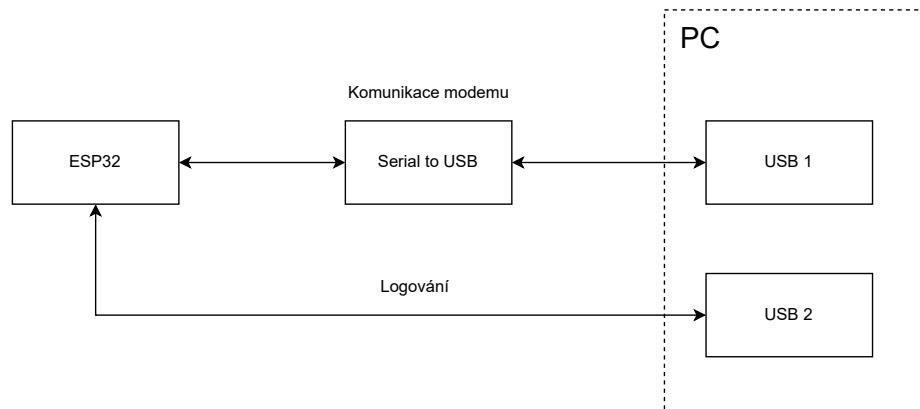 PC
Komunikace modemu
ESP32
Serial to USB
USB 1
Logování
USB 2